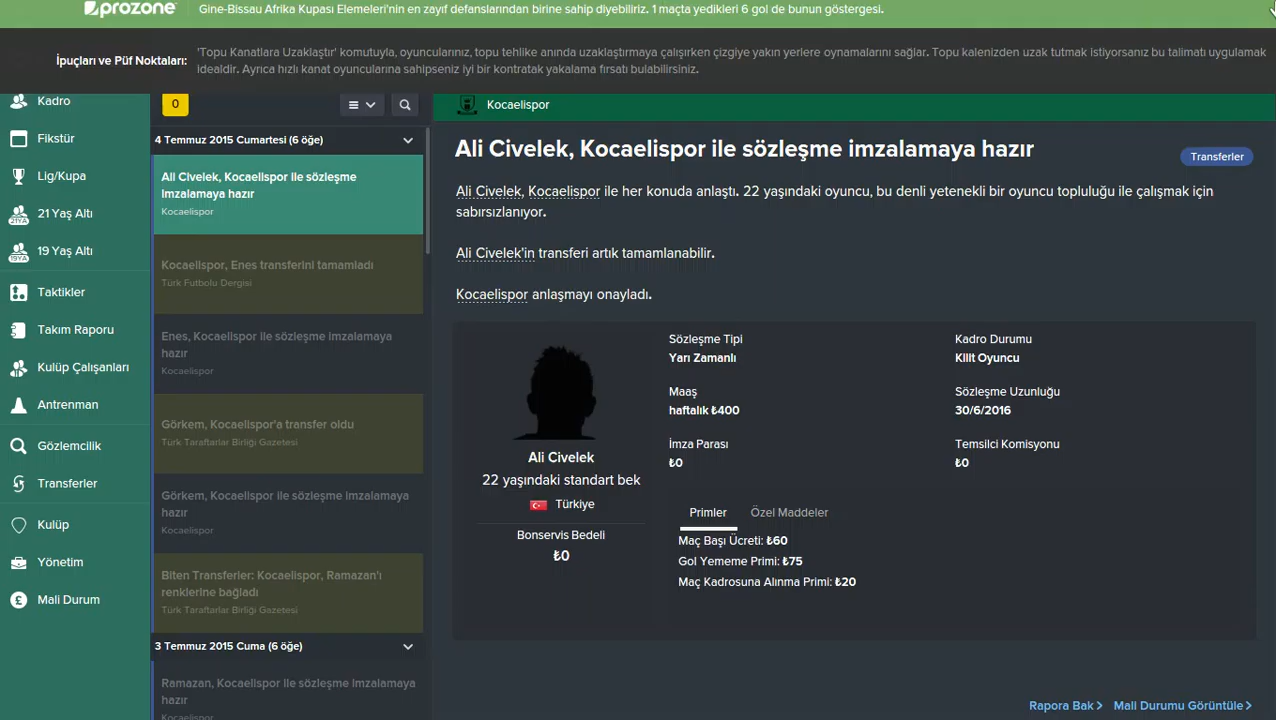 prozone
Gine-Bissau Afrika Kupası Elemeleri'nin en zayıf defanslarından birine sahip diyebiliriz. 1 maçta yedikleri 6 gol de bunun göstergesi.
İpuçları ve Püf Noktaları:
'Topu Kanatlara Uzaklaştır' komutuyla, oyuncularınız, topu tehlike anında uzaklaştırmaya çalışırken çizgiye yakın yerlere oynamalarını sağlar. Topu kalenizden uzak tutmak istiyorsanız bu talimatı uygulamak
idealdir. Ayrıca hızlı kanat oyuncularına sahipseniz iyi bir kontratak yakalama fırsatı bulabilirsiniz.
Kadro
Fikstür
Lig/Kupa
21YA
21 Yaş Altı
19YA
19 Yaş Altı
Taktikler
Takım Raporu
Kulüp Çalışanları
Antrenman
Gözlemcilik
Transferler
Kulüp
Yönetim
Mali Durum
0
4 Temmuz 2015 Cumartesi (6 öğe)
Ali Civelek, Kocaelispor ile sözleşme
imzalamaya hazır
Kocaelispor
Kocaelispor, Enes transferini tamamladı
Türk Futbolu Dergisi
Enes, Kocaelispor ile sözleşme imzalamaya
hazır
Kocaelispor
Görkem, Kocaelispor'a transfer oldu
Türk Taraftarlar Birliği Gazetesi
Görkem, Kocaelispor ile sözleşme imzalamaya
hazır
Kocaelispor
Biten Transferler: Kocaelispor, Ramazan'ı
renklerine bağladı
Türk Taraftarlar Birliği Gazetesi
3 Temmuz 2015 Cuma (6 öğe)
Ramazan, Kocaelispor ile sözleşme imzalamaya
hazır
Kocaelispor
Kocaelispor
Ali Civelek, Kocaelispor ile sözleşme imzalamaya hazır
Transferler
Ali Civelek, Kocaelispor ile her konuda anlaştı. 22 yaşındaki oyuncu, bu denli yetenekli bir oyuncu topluluğu ile çalışmak için
sabırsızlanıyor.
Ali Civelek'in transferi artık tamamlanabilir.
Kocaelispor anlaşmayı onayladı.
Ali Civelek
22 yaşındaki standart bek
Türkiye
Bonservis Bedeli
₺0
Sözleşme Tipi
Yarı Zamanlı
Kadro Durumu
Kilit Oyuncu
Maaş
haftalık ₺400
Sözleşme Uzunluğu
30/6/2016
İmza Parası
₺0
Temsilci Komisyonu
₺0
Primler
Özel Maddeler
Maç Başı Ücreti: ₺60
Gol Yememe Primi: ₺75
Maç Kadrosuna Alınma Primi: ₺20
Rapora Bak >
Mali Durumu Görüntüle >